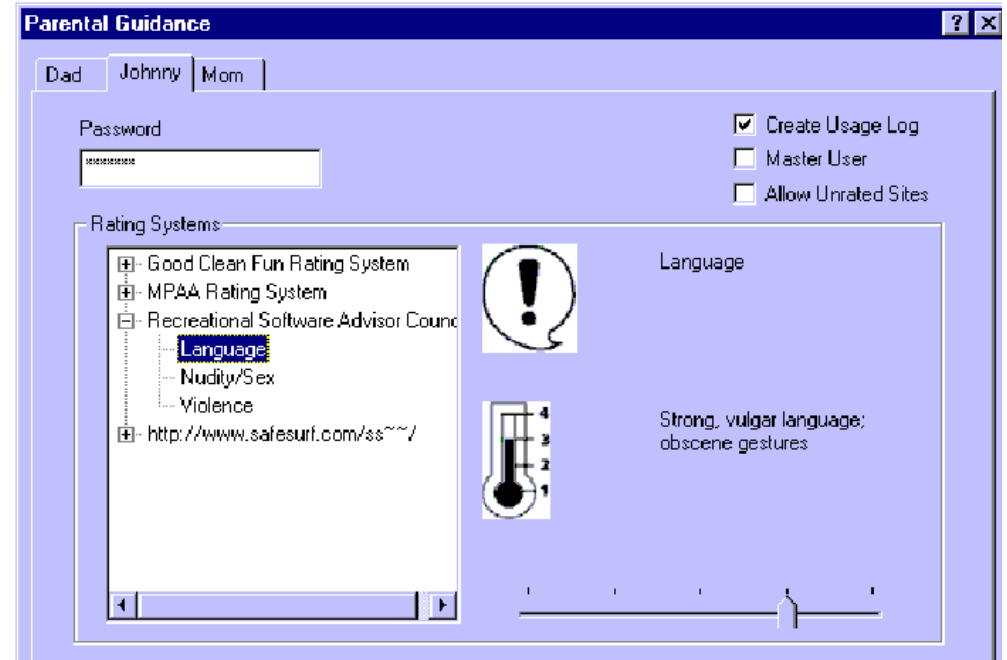 Parental Guidance
Dad Johnny Mom
Password
Create Usage Log
Master User
********
Allow Unrated Sites
Rating Systems
Good Clean Fun Rating System
Language
MPAA Rating System
Recreational Software Advisor Counc
Language
Nudity/Sex
Violence
http://www.safesurf.com/ss~~/
4
3
2
1
Strong, vulgar language;
obscene gestures